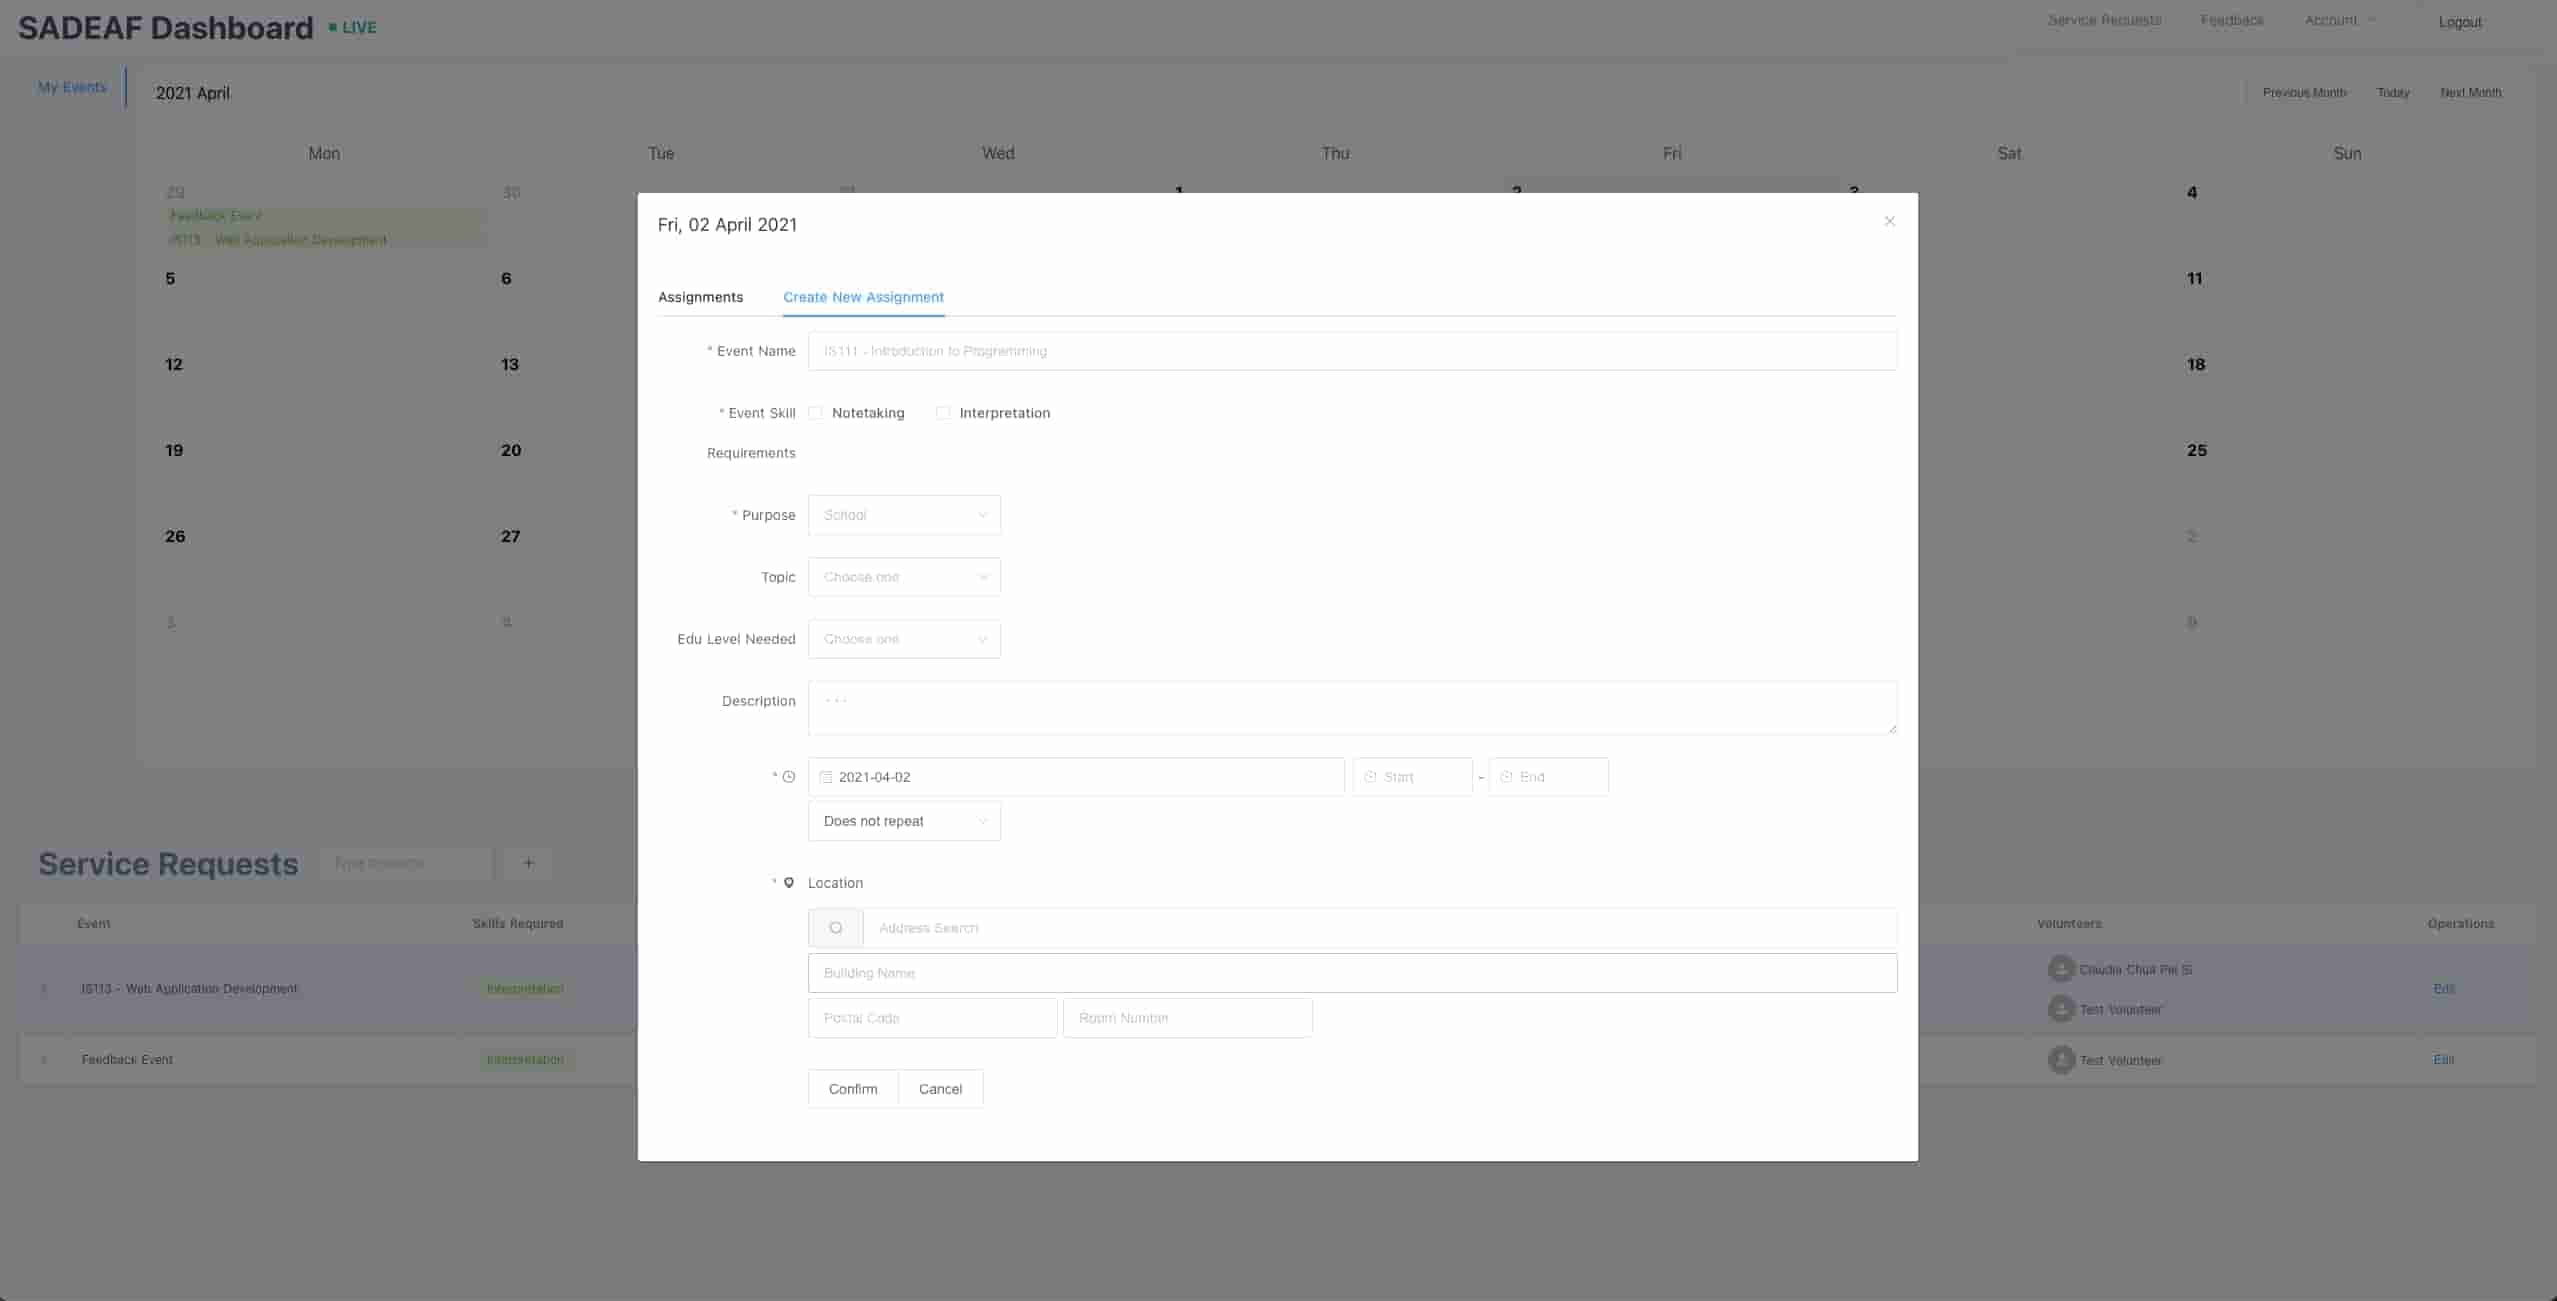 SADEAF Dashboard LIVE Service Requests Feedback Account Logout
My Events 2021 April Previous Month Today Next Month
Mon Tue Wed Thu Fri Sat Sun
29 30 1 2 3 4
Feedback Event
IS113 - Web Application Development
Fri, 02 April 2021
5 6 11
Assignments Create New Assignment
* Event Name IS111 - Introduction to Programming
12 13 18
* Event Skill Notetaking Interpretation
Requirements
19 20 25
* Purpose School
26 27 2
Topic Choose one
3 9
Edu Level Needed Choose one
Description ...
* 2021-04-02 Start - End
Does not repeat
Service Requests +
* Location
Event Skills Required Volunteers Operations
Address Search
Building Name
IS113 - Web Application Development Interpretation Claudia Chua Pei Si Edit
Test Volunteer
Postal Code Room Number
Feedback Event Interpretation Test Volunteer Edit
Confirm Cancel